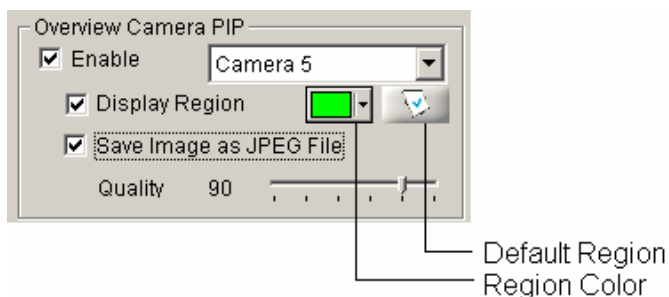 Overview Camera PIP
Enable Camera 5
Display Region
Save Image as JPEG File
Quality 90
Default Region
Region Color